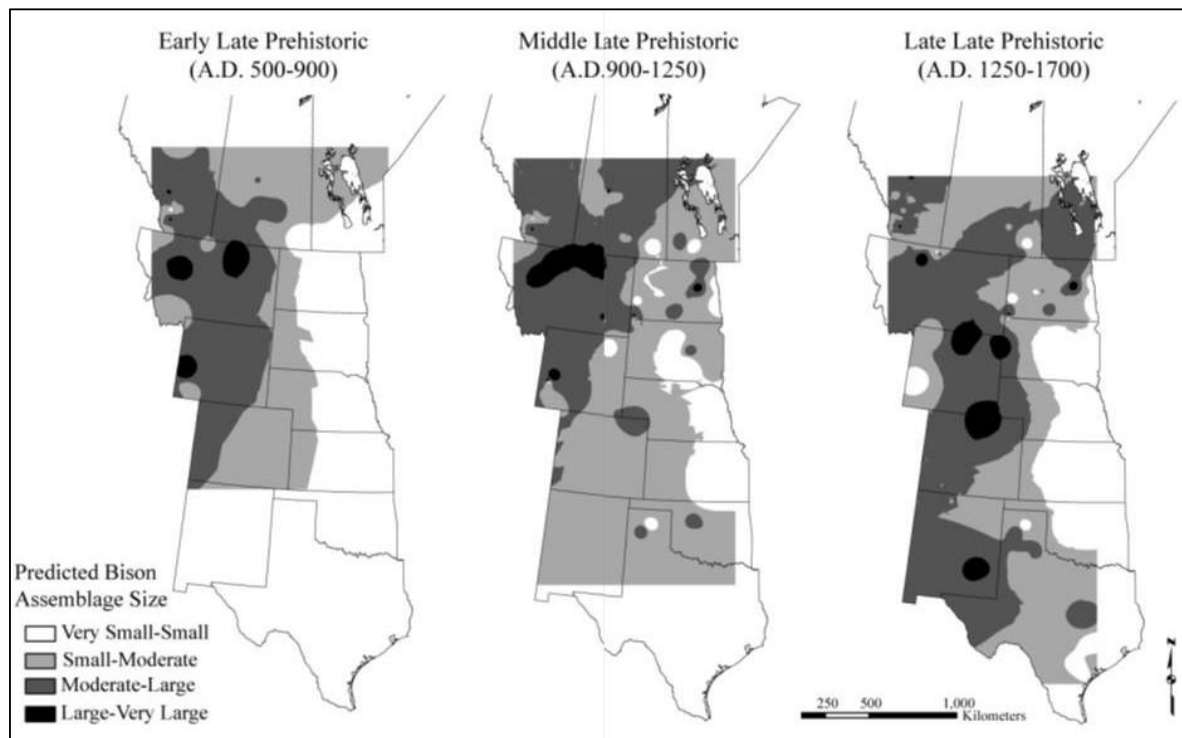 Early Late Prehistoric
(A.D. 500-900)
Middle Late Prehistoric
(A.D.900-1250)
Late Late Prehistoric
(A.D. 1250-1700)
Predicted Bison
Assemblage Size
Very Small-Small
Small-Moderate
Moderate-Large
Large-Very Large
250 500 1,000
Kilometers